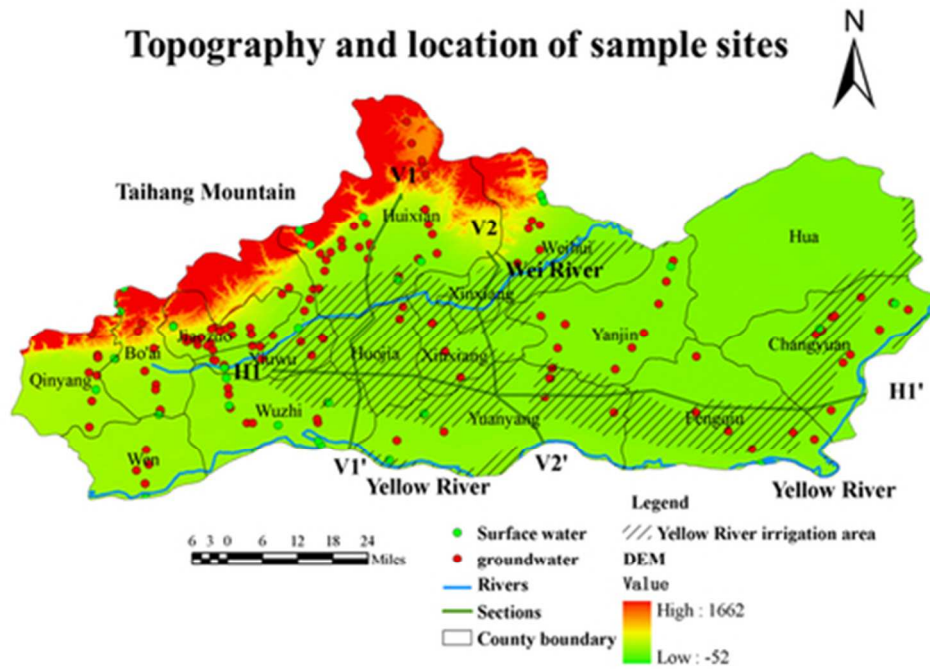 Topography and location of sample sites
N
Taihang Mountain
V1
Huixian
V2
Weihui
Wei River
Hua
Xinxiang
Jiaozuo
Bo'ai
Xiuwu
Huojia
Xinxiang
Yanjin
Changyuan
Qinyang
H1
H1'
Wuzhi
Yuanyang
Fengqiu
Wen
V1'
V2'
Yellow River
Yellow River
6 3 0 6 12 18 24
Miles
Legend
Surface water
groundwater
Rivers
Sections
County boundary
Yellow River irrigation area
DEM
Value
High : 1662
Low : -52